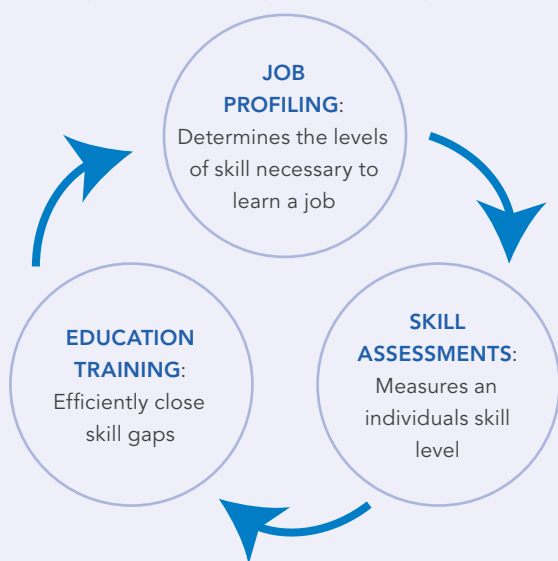 JOB
PROFILING:
Determines the levels
of skill necessary to
learn a job
SKILL
ASSESSMENTS:
Measures an
individuals skill
level
EDUCATION
TRAINING:
Efficiently close
skill gaps